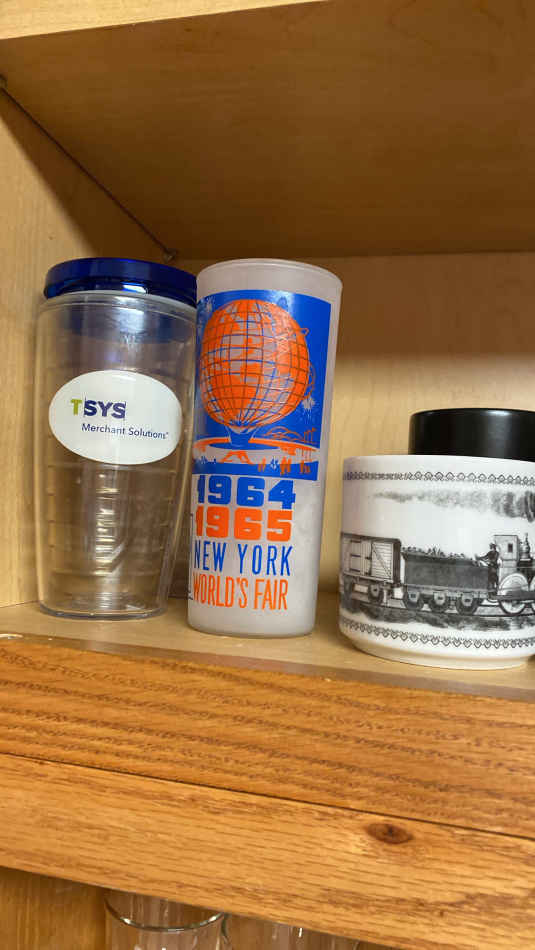 TSYS
Merchant Solutions
1964
1965
NEW YORK
WORLD'S FAIR